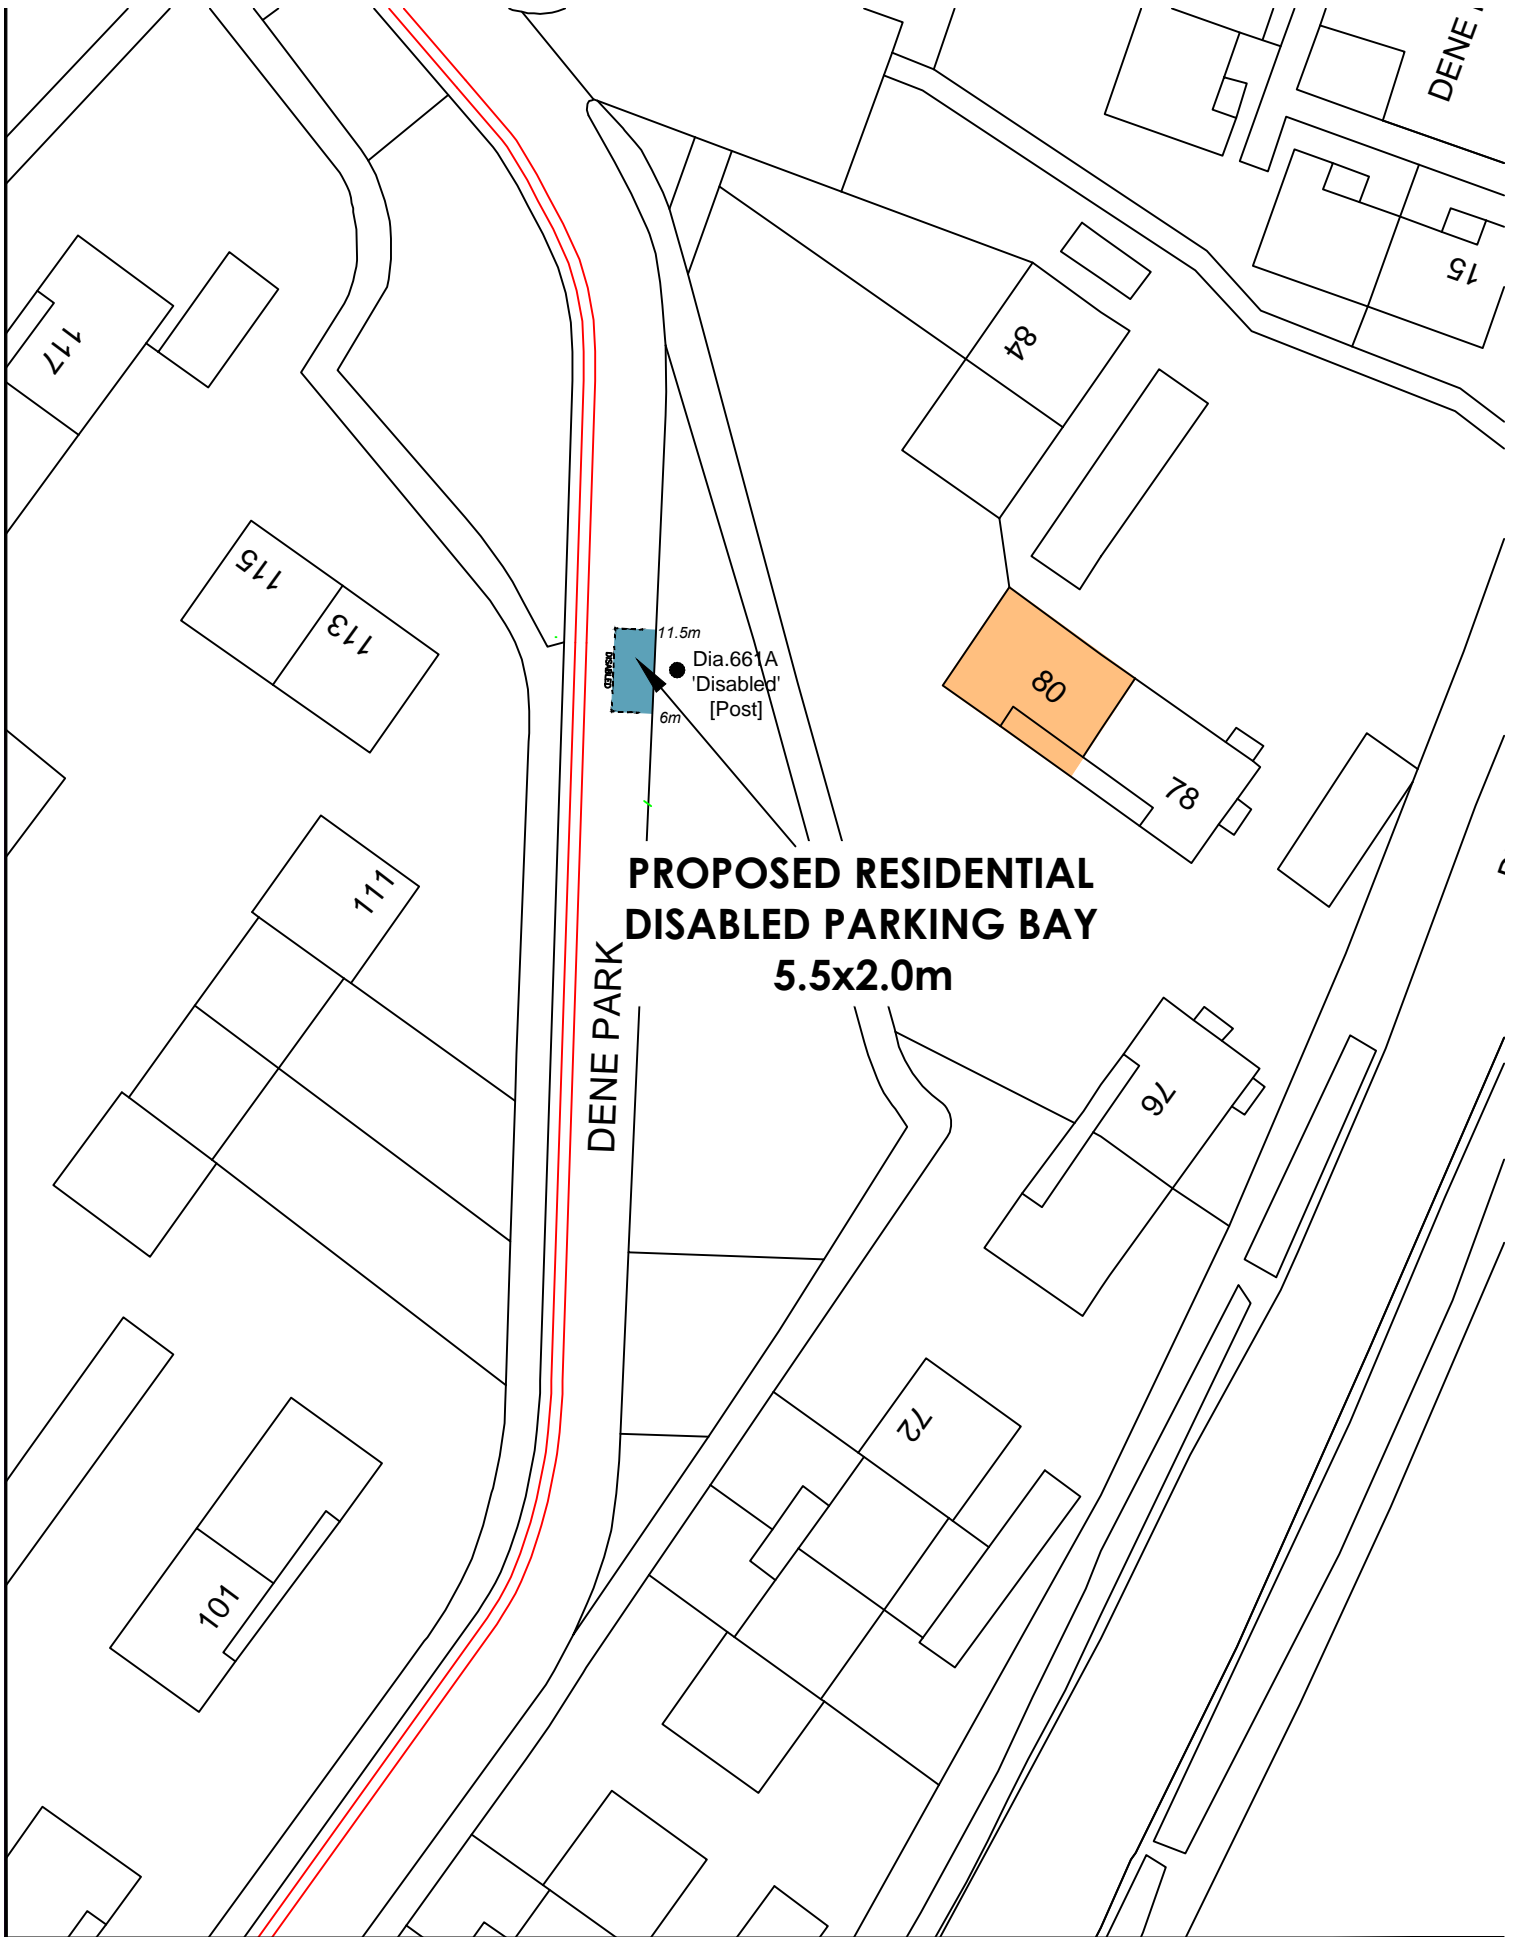 DENE
15
117
84
115
113
11.5m
Dia.661A
'Disabled'
[Post]
6m
DISABLED
80
78
PROPOSED RESIDENTIAL
DISABLED PARKING BAY
5.5x2.0m
111
DENE PARK
76
72
101